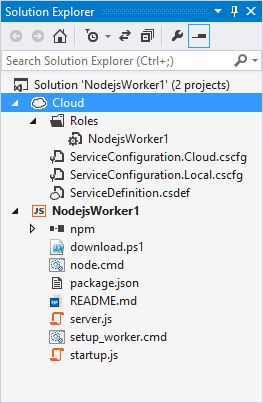 Solution Explorer
Search Solution Explorer (Ctrl+;)
Solution 'NodejsWorker1' (2 projects)
Cloud
Roles
NodejsWorker1
ServiceConfiguration.Cloud.cscfg
ServiceConfiguration.Local.cscfg
ServiceDefinition.csdef
JS NodejsWorker1
npm
download.ps1
node.cmd
package.json
README.md
server.js
setup_worker.cmd
startup.js